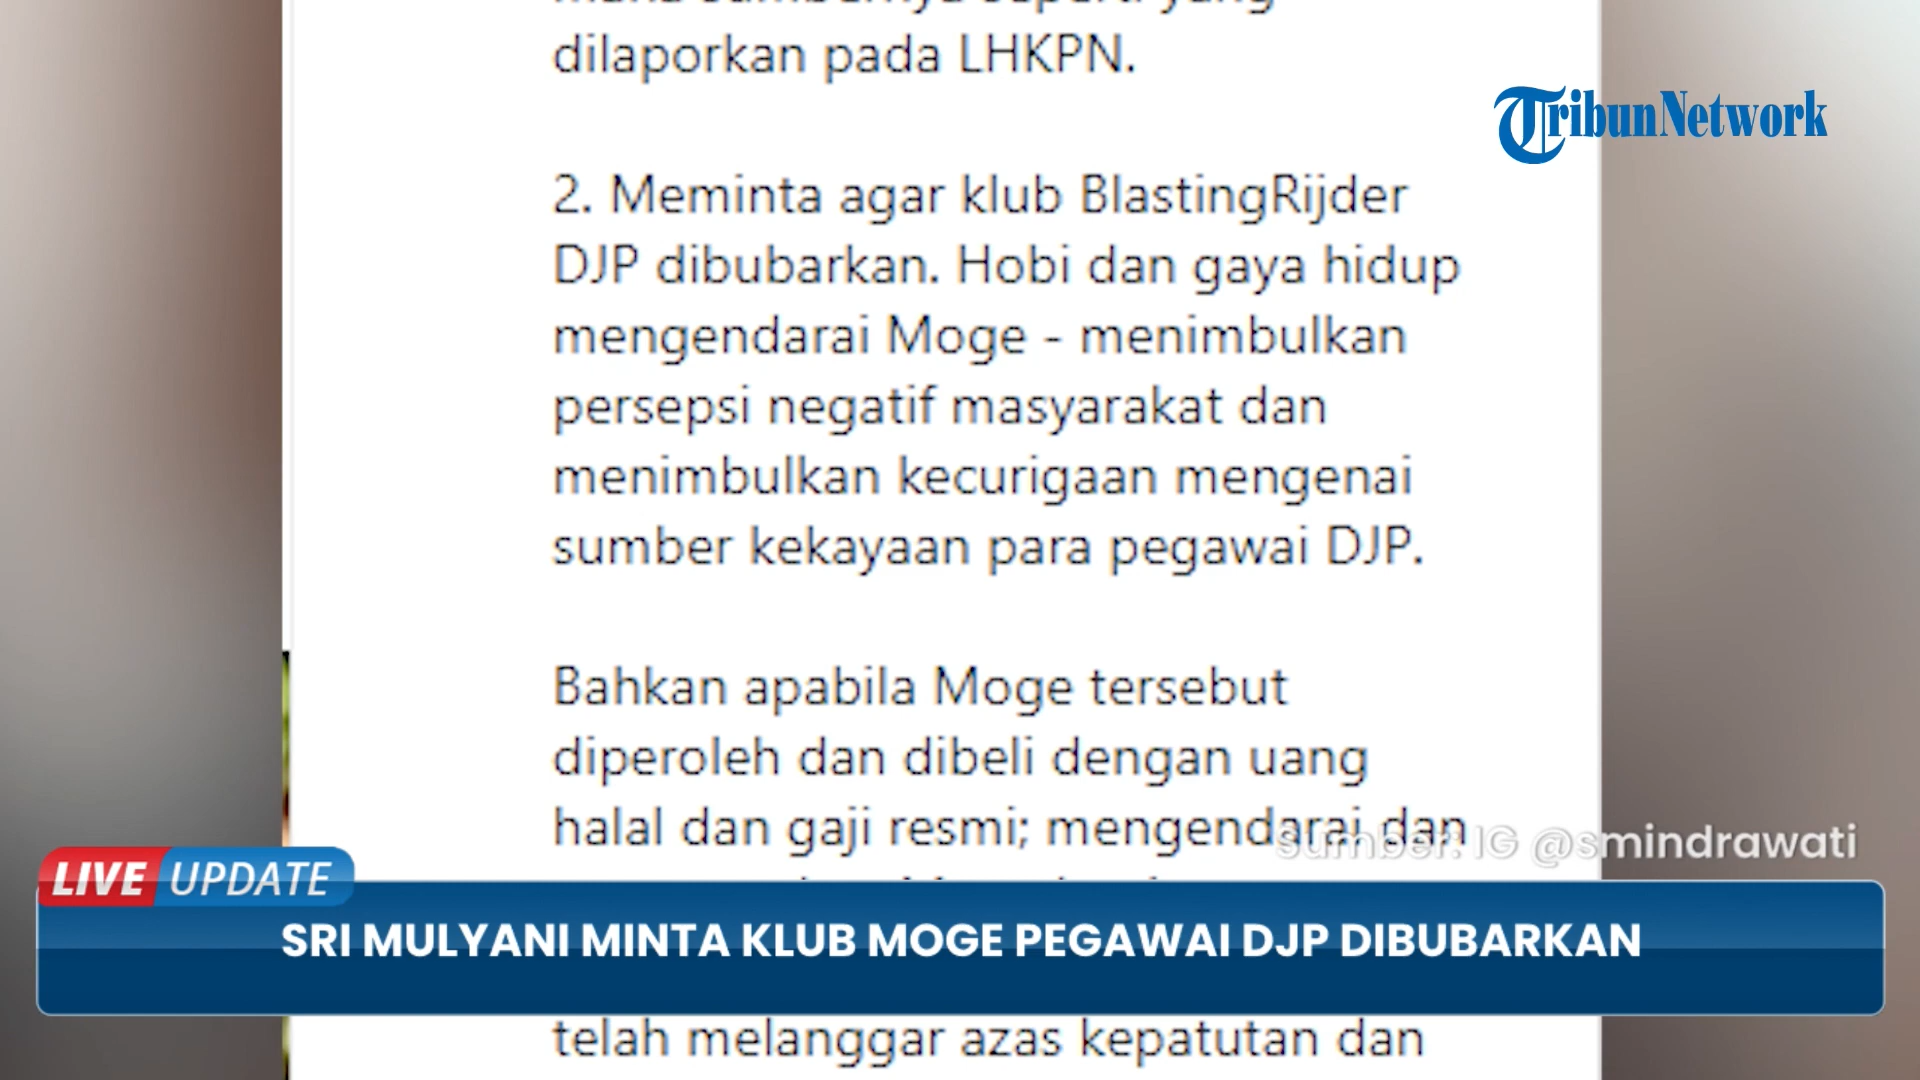 dilaporkan pada LHKPN.
TribunNetwork
2. Meminta agar klub BlastingRijder
DJP dibubarkan. Hobi dan gaya hidup
mengendarai Moge - menimbulkan
persepsi negatif masyarakat dan
menimbulkan kecurigaan mengenai
sumber kekayaan para pegawai DJP.
Bahkan apabila Moge tersebut
diperoleh dan dibeli dengan uang
halal dan gaji resmi; mengendarai dan
Sumber: IG @smindrawati
LIVE UPDATE
SRI MULYANI MINTA KLUB MOGE PEGAWAI DJP DIBUBARKAN
telah melanggar azas kepatutan dan